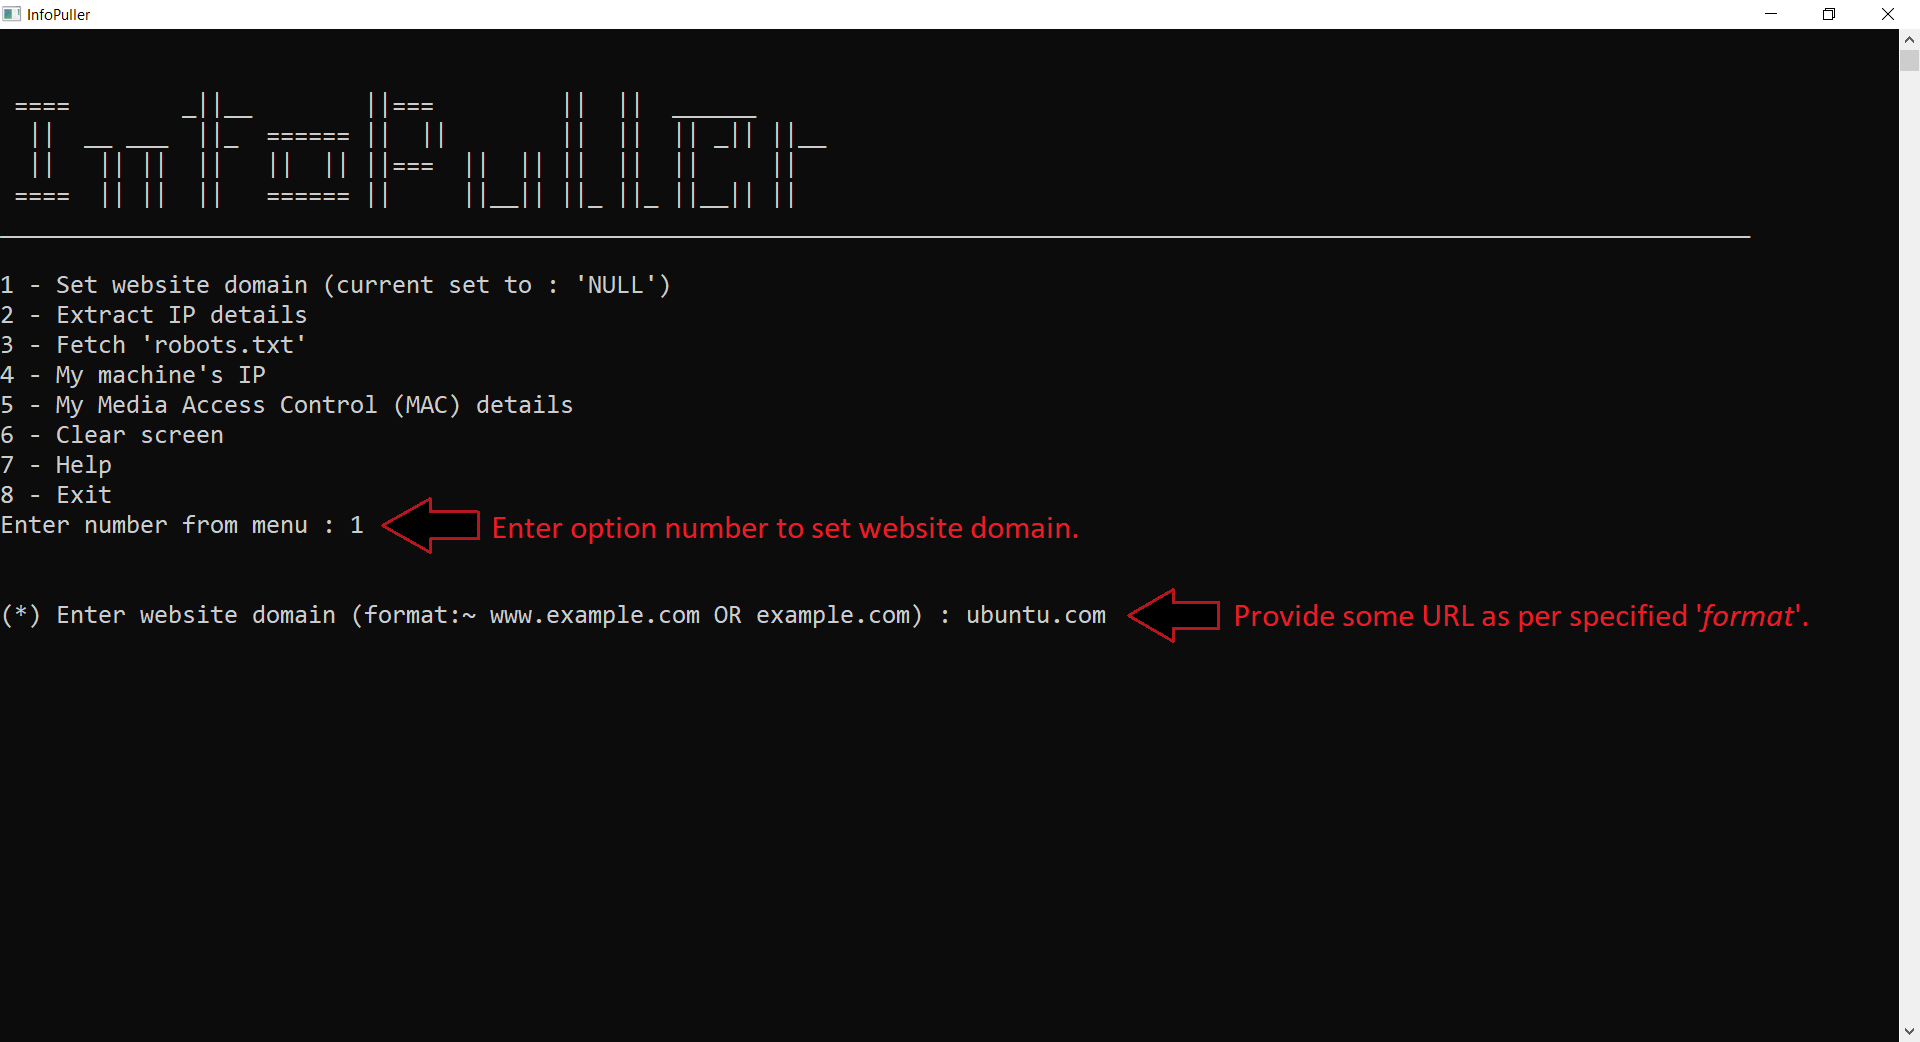 InfoPuller
InfoPuller
1 - Set website domain (current set to : 'NULL')
2 - Extract IP details
3 - Fetch 'robots.txt'
4 - My machine's IP
5 - My Media Access Control (MAC) details
6 - Clear screen
7 - Help
8 - Exit
Enter number from menu : 1 Enter option number to set website domain.
(*) Enter website domain (format:~ www.example.com OR example.com) : ubuntu.com Provide some URL as per specified 'format'.